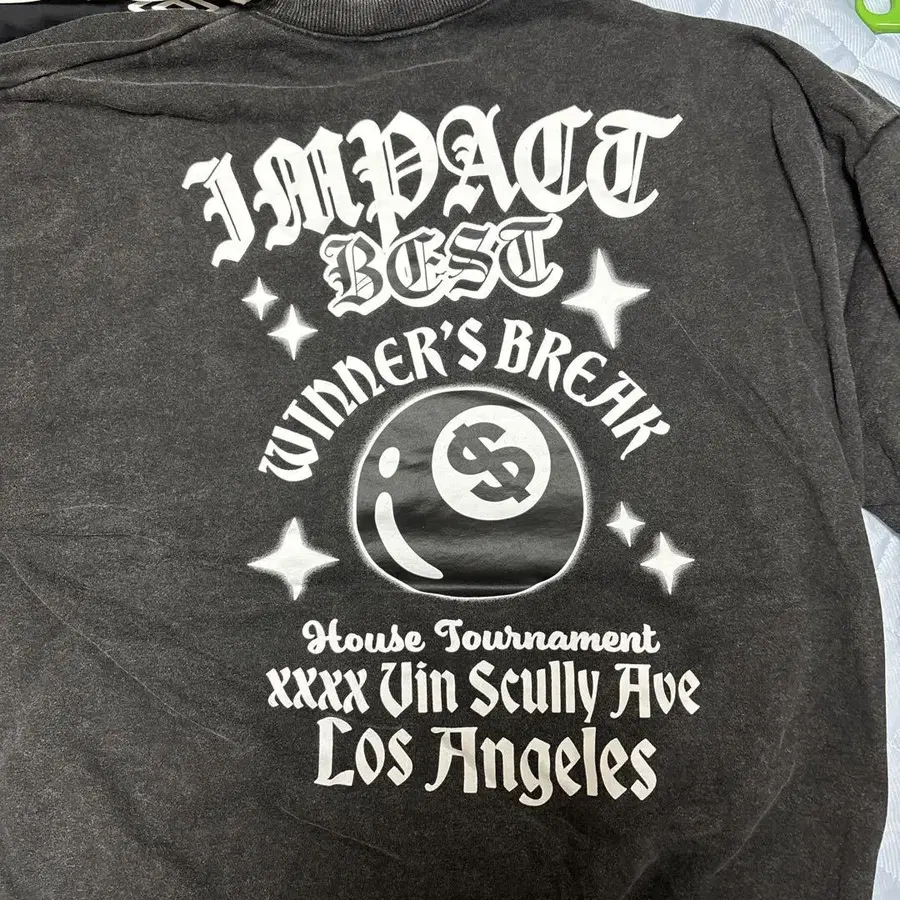 IMPACT
BEST
WINNER'S BREAK
$
House Tournament
xxxx Vin Scully Ave
Los Angeles